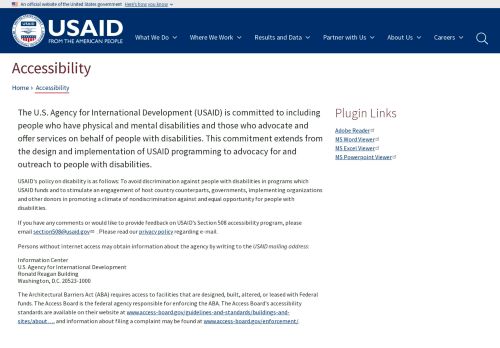 An official website of the United States government Here's how you know
USAID
FROM THE AMERICAN PEOPLE
What We Do Where We Work Results and Data Partner with Us About Us Careers
Accessibility
Home › Accessibility
The U.S. Agency for International Development (USAID) is committed to including
people who have physical and mental disabilities and those who advocate and
offer services on behalf of people with disabilities. This commitment extends from
the design and implementation of USAID programming to advocacy for and
outreach to people with disabilities.
USAID's policy on disability is as follows: To avoid discrimination against people with disabilities in programs which
USAID funds and to stimulate an engagement of host country counterparts, governments, implementing organizations
and other donors in promoting a climate of nondiscrimination and equal opportunity for people with
disabilities.
If you have any comments or would like to provide feedback on USAID's Section 508 accessibility program, please
email section508@usaid.gov. Please read our privacy policy regarding e-mail.
Persons without internet access may obtain information about the agency by writing to the USAID mailing address:
Information Center
U.S. Agency for International Development
Ronald Reagan Building
Washington, D.C. 20523-1000
The Architectural Barriers Act (ABA) requires access to facilities that are designed, built, altered, or leased with Federal
funds. The Access Board is the federal agency responsible for enforcing the ABA. The Access Board's accessibility
standards are available on their website at www.access-board.gov/guidelines-and-standards/buildings-and-
sites/about…, and information about filing a complaint may be found at www.access-board.gov/enforcement/.
Plugin Links
Adobe Reader
MS Word Viewer
MS Excel Viewer
MS Powerpoint Viewer